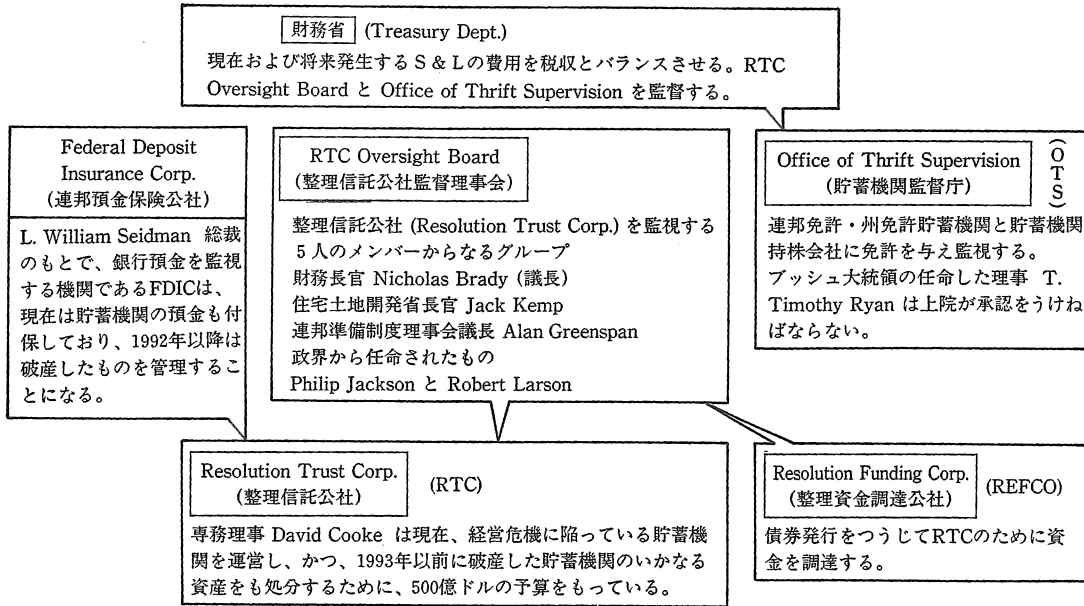 財務省 (Treasury Dept.)
現在および将来発生するS＆Lの費用を税収とバランスさせる。RTC
Oversight Board と Office of Thrift Supervision を監督する。
Federal Deposit
Insurance Corp.
(連邦預金保険公社)
L. William Seidman 総裁
のもとで、銀行預金を監視
する機関であるFDICは、
現在は貯蓄機関の預金も付
保しており、1992年以降は
破産したものを管理するこ
とになる。
RTC Oversight Board
(整理信託公社監督理事会)
整理信託公社 (Resolution Trust Corp.) を監視する
5人のメンバーからなるグループ
財務長官 Nicholas Brady (議長)
住宅土地開発省長官 Jack Kemp
連邦準備制度理事会議長 Alan Greenspan
政界から任命されたもの
Philip Jackson と Robert Larson
Office of Thrift Supervision
(貯蓄機関監督庁)
(OTS)
連邦免許・州免許貯蓄機関と貯蓄機関
持株会社に免許を与え監視する。
ブッシュ大統領の任命した理事 T.
Timothy Ryan は上院が承認をうけね
ばならない。
Resolution Trust Corp.
(整理信託公社)
(RTC)
専務理事 David Cooke は現在、経営危機に陥っている貯蓄機
関を運営し、かつ、1993年以前に破産した貯蓄機関のいかなる
資産をも処分するために、500億ドルの予算をもっている。
Resolution Funding Corp.
(整理資金調達公社)
(REFCO)
債券発行をつうじてRTCのために資
金を調達する。